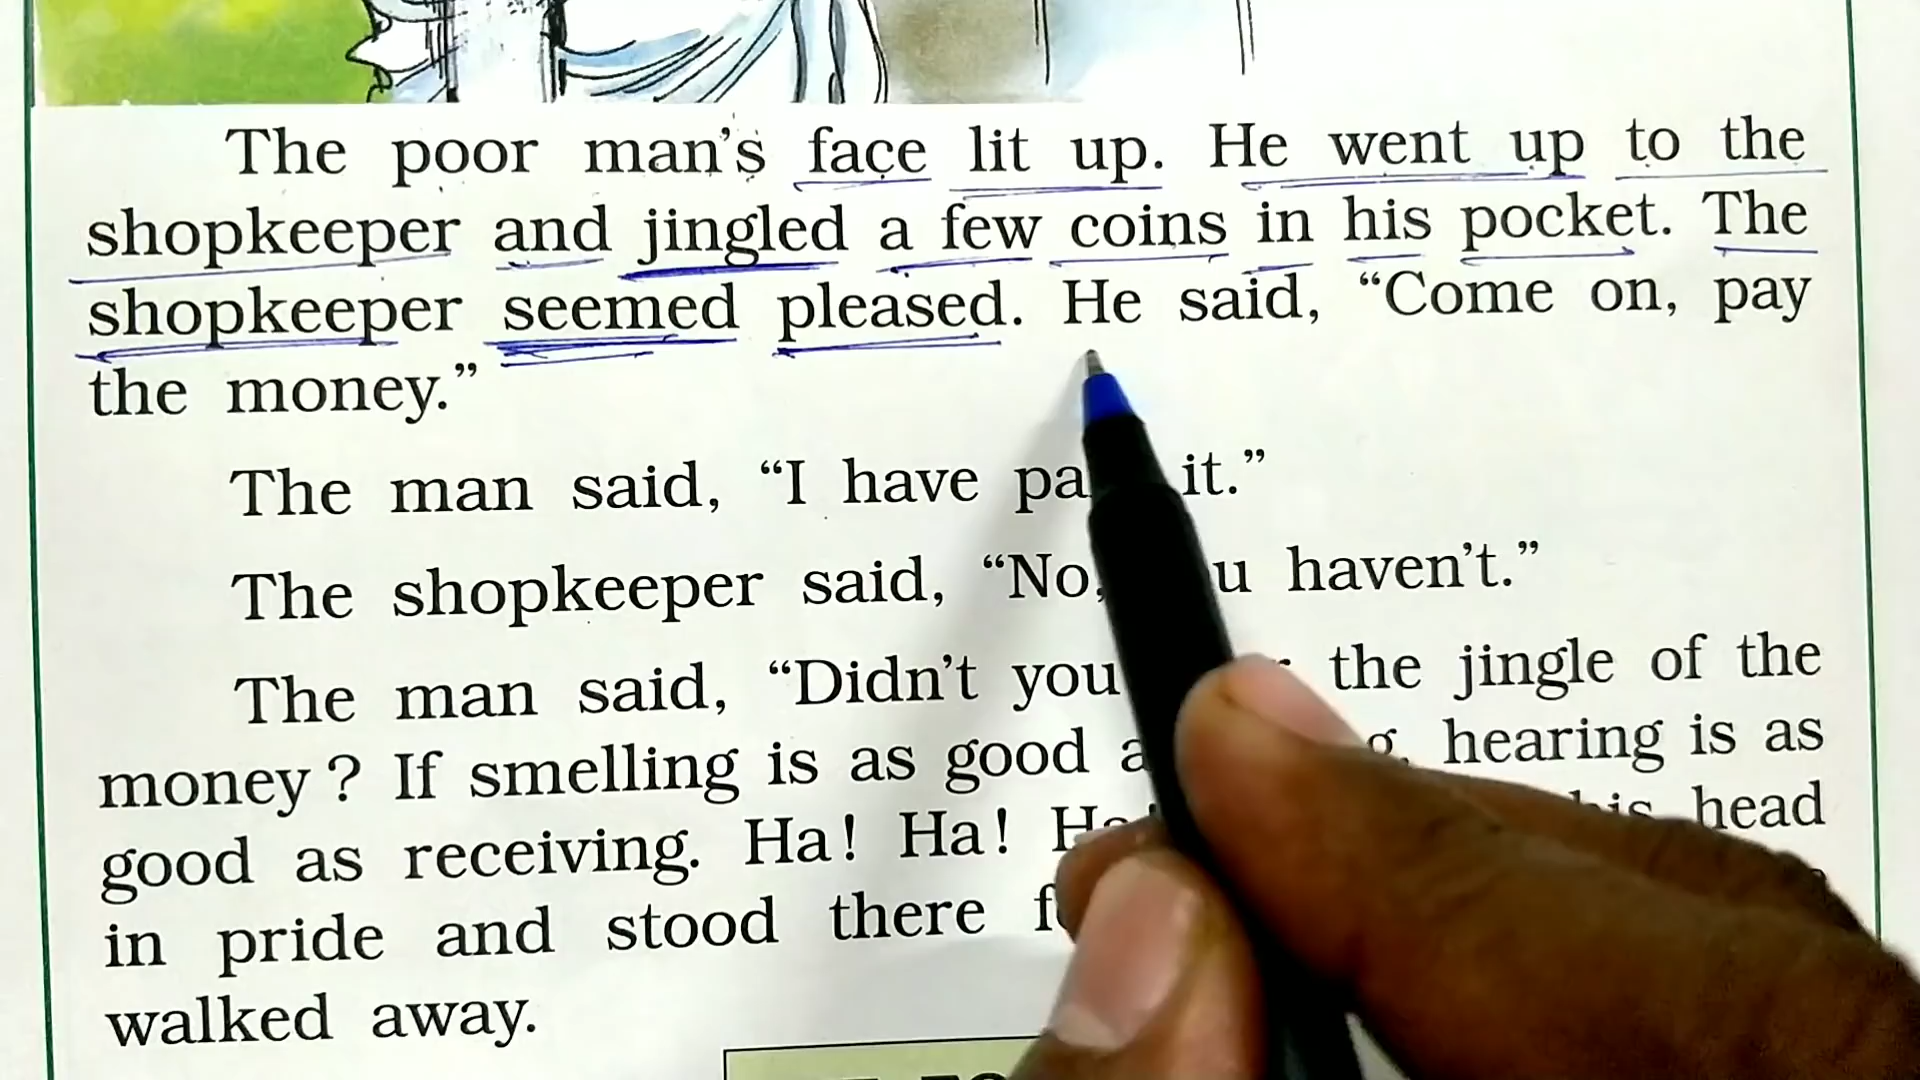 The poor man's face lit up. He went up to the
shopkeeper and jingled a few coins in his pocket. The
shopkeeper seemed pleased. He said, “Come on, pay
the money.”
The man said, “I have it.”
The shopkeeper said, “No, haven't.”
The man said, “Didn't you the jingle of the
money? If smelling is as good hearing is as
good as receiving. Ha! Ha! his head
in pride and stood there
walked away.